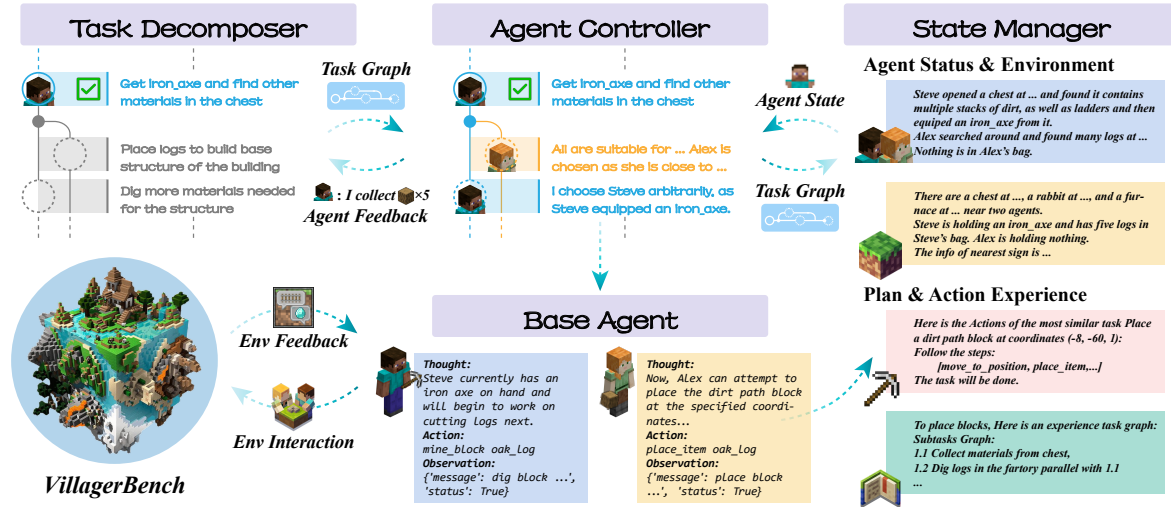 Task Decomposer
Get iron_axe and find other
materials in the chest
Place logs to build base
structure of the building
Dig more materials needed
for the structure
Task Graph
: I collect ×5
Agent Feedback
Agent Controller
Get iron_axe and find other
materials in the chest
All are suitable for ... Alex is
chosen as she is close to ...
I choose Steve arbitrarily, as
Steve equipped an iron_axe.
Agent State
Task Graph
State Manager
Agent Status & Environment
Steve opened a chest at ... and found it contains
multiple stacks of dirt, as well as ladders and then
equiped an iron_axe from it.
Alex searched around and found many logs at ...
Nothing is in Alex's bag.
There are a chest at ..., a rabbit at ..., and a fur-
nace at ... near two agents.
Steve is holding an iron_axe and has five logs in
Steve's bag. Alex is holding nothing.
The info of nearest sign is ...
Plan & Action Experience
Here is the Actions of the most similar task Place
a dirt path block at coordinates (-8, -60, 1):
Follow the steps:
[move_to_position, place_item,...]
The task will be done.
To place blocks, Here is an experience task graph:
Subtasks Graph:
1.1 Collect materials from chest,
1.2 Dig logs in the fartory parallel with 1.1
...
VillagerBench
Env Feedback
Env Interaction
Base Agent
Thought:
Steve currently has an
iron axe on hand and
will begin to work on
cutting logs next.
Action:
mine_block oak_log
Observation:
{'message': dig block ...',
'status': True}
Thought:
Now, Alex can attempt to
place the dirt path block
at the specified coordi-
nates...
Action:
place_item oak_log
Observation:
{'message': place block
...', 'status': True}